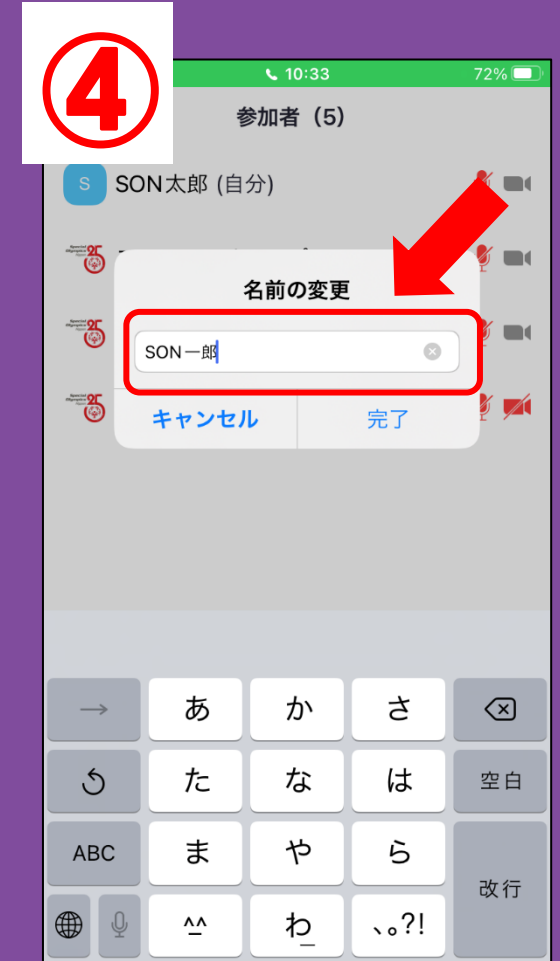 ④
10:33
72%
参加者（5）
S SON太郎 (自分)
名前の変更
SON一郎
キャンセル 完了
→ あ か さ
た な は 空白
ABC ま や ら
改行
^^ わ_ 、。?!